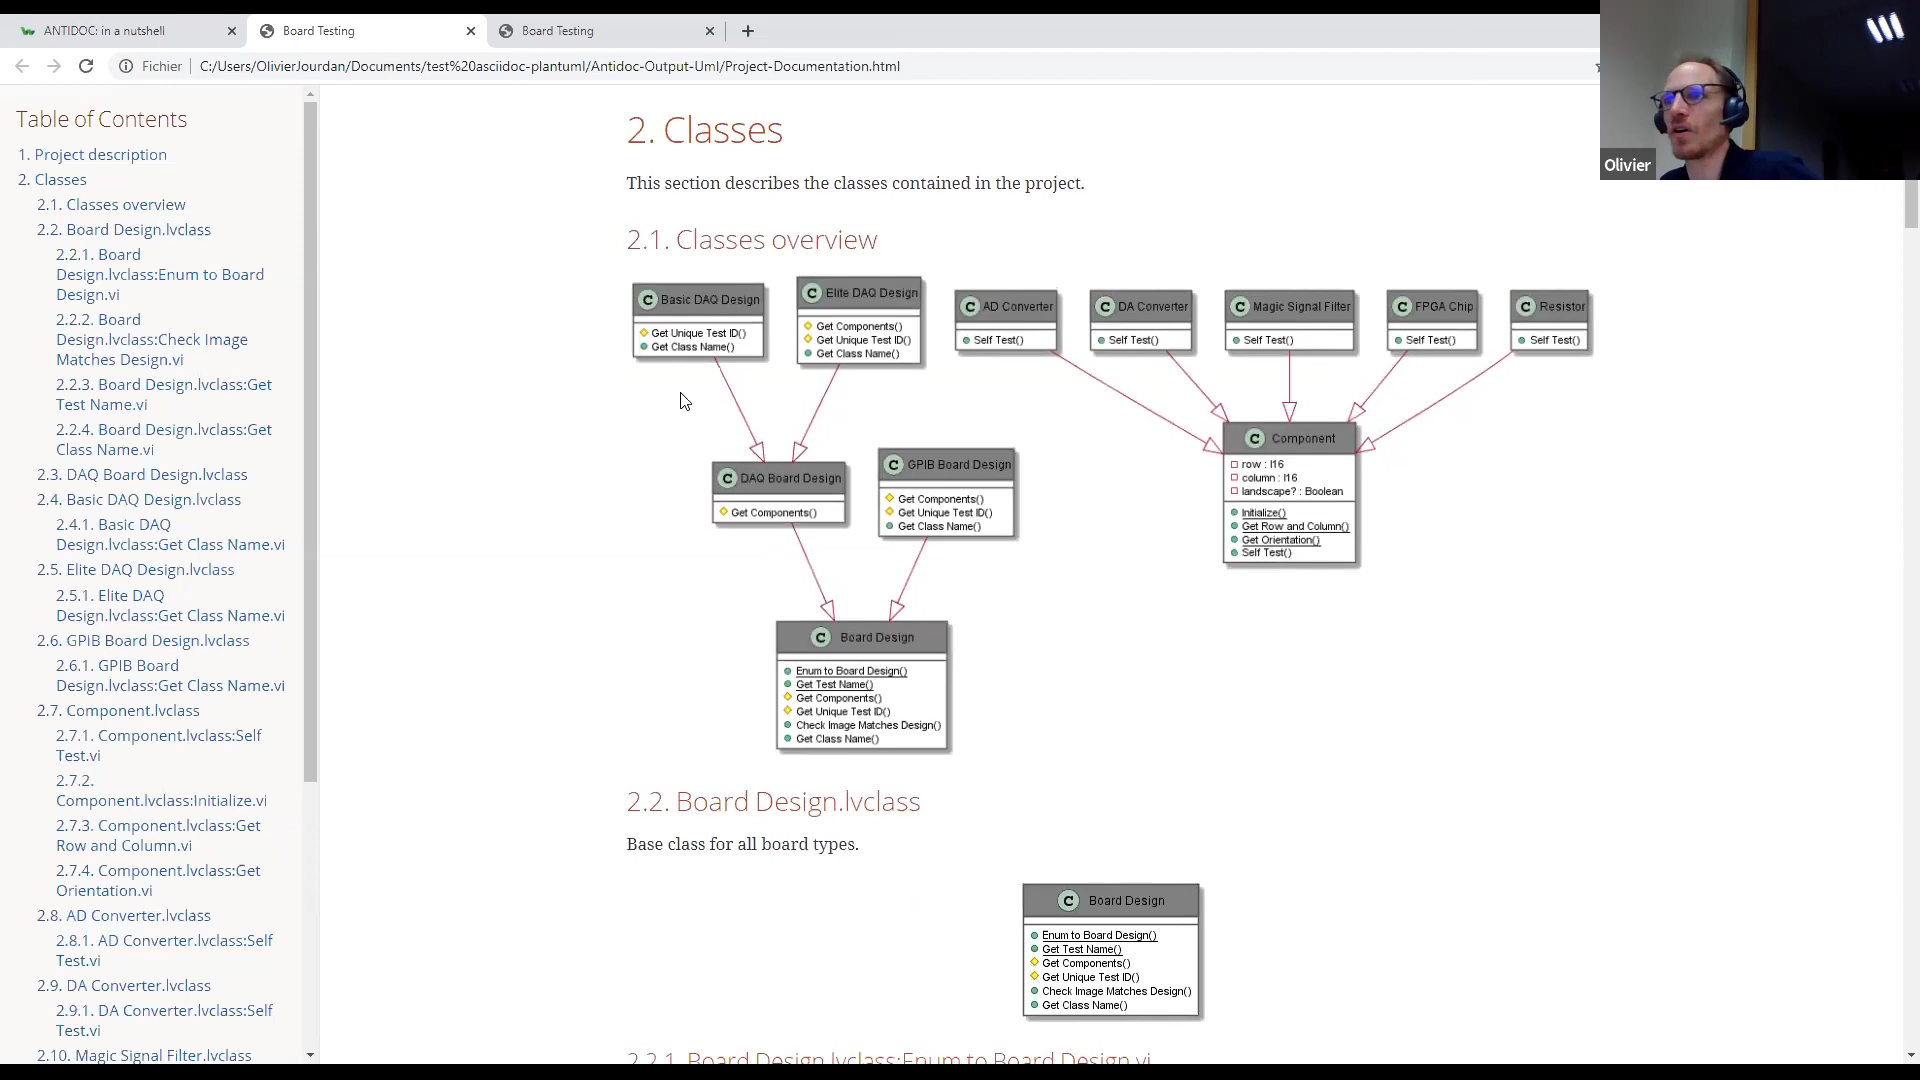 ANTIDOC: in a nutshell
Board Testing
Board Testing
Fichier
C:/Users/OlivierJourdan/Documents/test%20asciidoc-plantuml/Antidoc-Output-Uml/Project-Documentation.html
Olivier
Table of Contents
1. Project description
2. Classes
2.1. Classes overview
2.2. Board Design.lvclass
2.2.1. Board
Design.lvclass:Enum to Board
Design.vi
2.2.2. Board
Design.lvclass:Check Image
Matches Design.vi
2.2.3. Board Design.lvclass:Get
Test Name.vi
2.2.4. Board Design.lvclass:Get
Class Name.vi
2.3. DAQ Board Design.lvclass
2.4. Basic DAQ Design.lvclass
2.4.1. Basic DAQ
Design.lvclass:Get Class Name.vi
2.5. Elite DAQ Design.lvclass
2.5.1. Elite DAQ
Design.lvclass:Get Class Name.vi
2.6. GPIB Board Design.lvclass
2.6.1. GPIB Board
Design.lvclass:Get Class Name.vi
2.7. Component.lvclass
2.7.1. Component.lvclass:Self
Test.vi
2.7.2.
Component.lvclass:Initialize.vi
2.7.3. Component.lvclass:Get
Row and Column.vi
2.7.4. Component.lvclass:Get
Orientation.vi
2.8. AD Converter.lvclass
2.8.1. AD Converter.lvclass:Self
Test.vi
2.9. DA Converter.lvclass
2.9.1. DA Converter.lvclass:Self
Test.vi
2.10. Magic Signal Filter.lvclass
2. Classes
This section describes the classes contained in the project.
2.1. Classes overview
C Basic DAQ Design
Get Unique Test ID()
Get Class Name()
C Elite DAQ Design
Get Components()
Get Unique Test ID()
Get Class Name()
C AD Converter
Self Test()
C DA Converter
Self Test()
C Magic Signal Filter
Self Test()
C FPGA Chip
Self Test()
C Resistor
Self Test()
C DAQ Board Design
Get Components()
C GPIB Board Design
Get Components()
Get Unique Test ID()
Get Class Name()
C Component
row : I16
column : I16
landscape? : Boolean
Initialize()
Get Row and Column()
Get Orientation()
Self Test()
C Board Design
Enum to Board Design()
Get Test Name()
Get Components()
Get Unique Test ID()
Check Image Matches Design()
Get Class Name()
2.2. Board Design.lvclass
Base class for all board types.
C Board Design
Enum to Board Design()
Get Test Name()
Get Components()
Get Unique Test ID()
Check Image Matches Design()
Get Class Name()
2.2.1. Board Design.lvclass:Enum to Board Design.vi